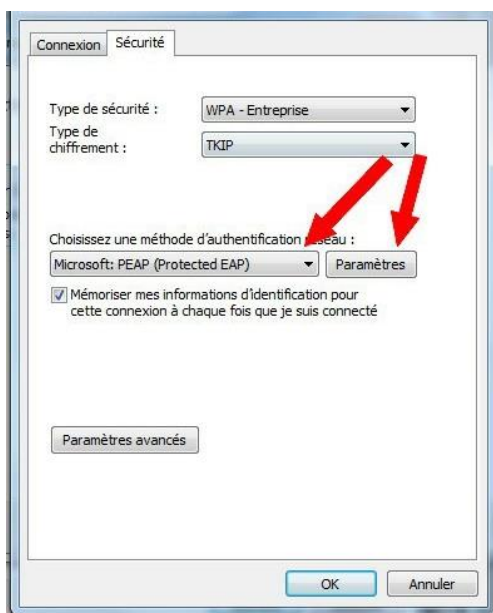 Connexion Sécurité
Type de sécurité : WPA - Entreprise
Type de
chiffrement : TKIP
Choisissez une méthode d'authentification réseau :
Microsoft: PEAP (Protected EAP) Paramètres
Mémoriser mes informations d'identification pour
cette connexion à chaque fois que je suis connecté
Paramètres avancés
OK Annuler